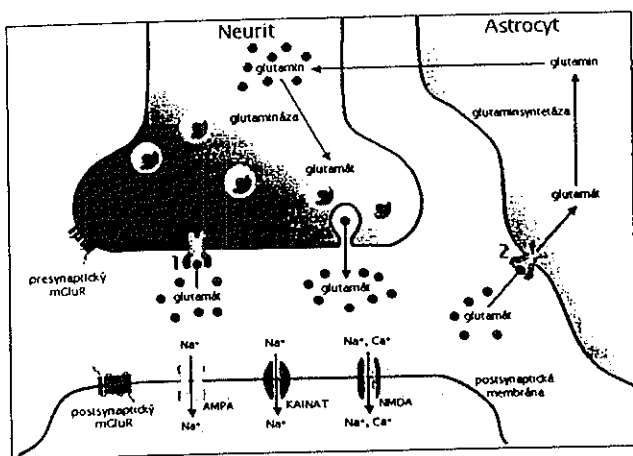 Neurit
Astrocyt
glutamin
glutamin
glutamináza
glutaminsyntetáza
glutamát
glutamát
1
2
presynaptický
mGluR
glutamát
glutamát
glutamát
Na⁺
Na⁺
Na⁺, Ca⁺
postsynaptický
mGluR
AMPA
KAINAT
NMDA
postsynaptická
membrána
Na⁺
Na⁺
Na⁺, Ca⁺